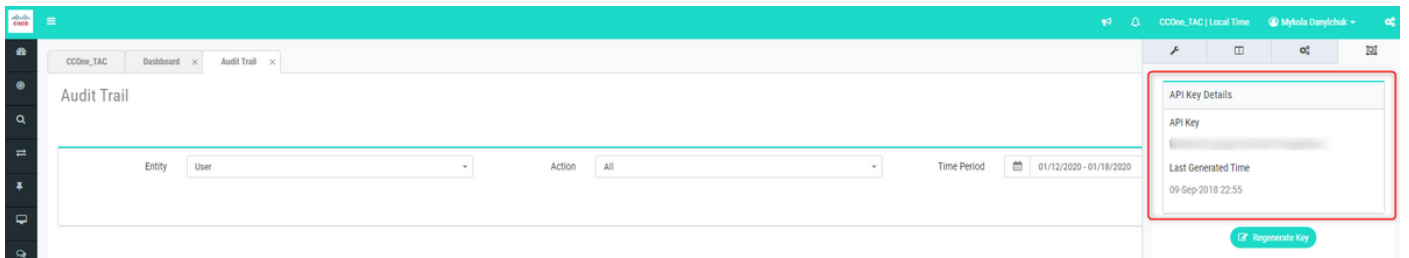 CISCO
CCOne_TAC | Local Time Mykola Danylchuk
CCOne_TAC Dashboard × Audit Trail ×
Audit Trail
Entity User Action All Time Period 01/12/2020 - 01/18/2020
API Key Details
API Key
Last Generated Time
09-Sep-2018 22:55
Regenerate Key